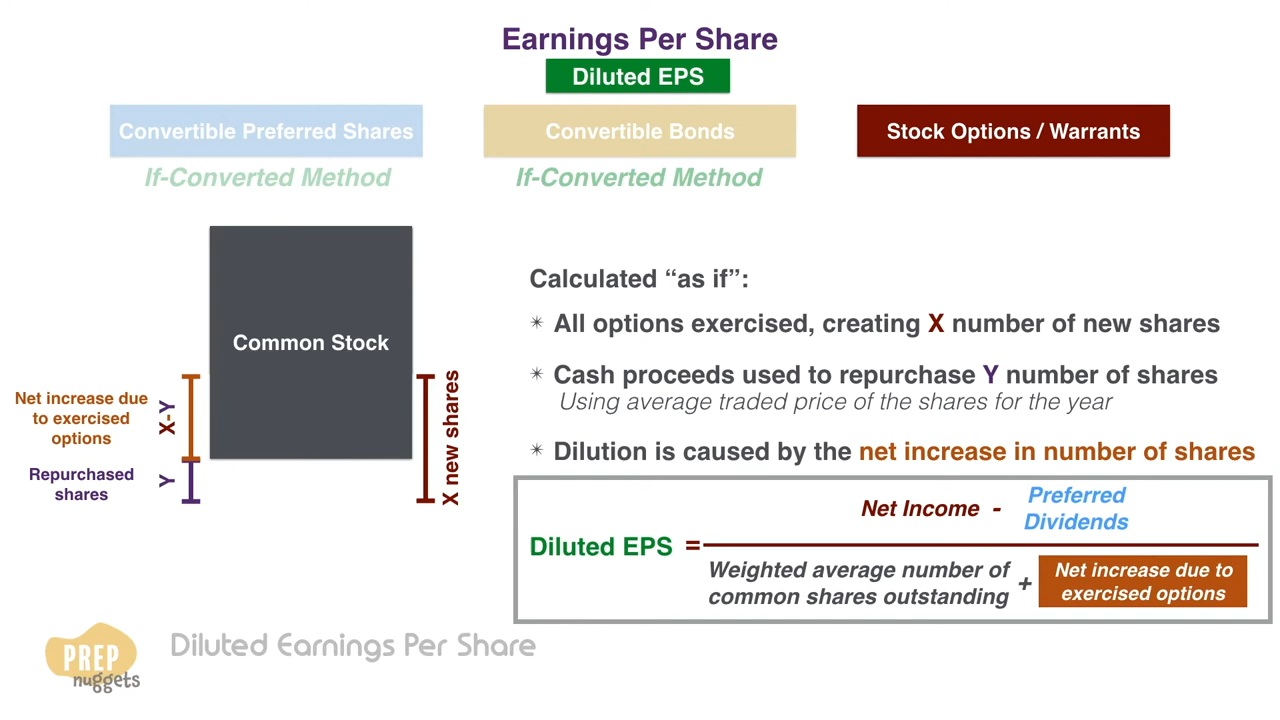 Earnings Per Share
Diluted EPS
Convertible Preferred Shares
Convertible Bonds
Stock Options / Warrants
If-Converted Method
If-Converted Method
Common Stock
Net increase due
to exercised
options
X-Y
Repurchased
shares
Y
X new shares
Calculated “as if”:
✴ All options exercised, creating X number of new shares
✴ Cash proceeds used to repurchase Y number of shares
Using average traded price of the shares for the year
✴ Dilution is caused by the net increase in number of shares
Diluted EPS =
Net Income - Preferred
Dividends
Weighted average number of
common shares outstanding
+
Net increase due to
exercised options
PREP
nuggets
Diluted Earnings Per Share